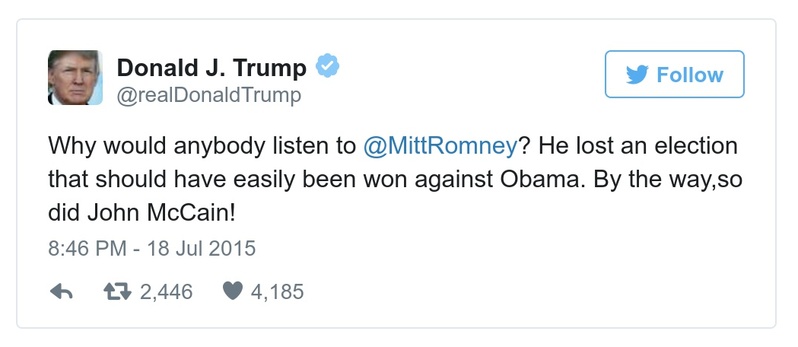 Donald J. Trump
@realDonaldTrump
Follow
Why would anybody listen to @MittRomney? He lost an election
that should have easily been won against Obama. By the way,so
did John McCain!
8:46 PM - 18 Jul 2015
2,446 4,185